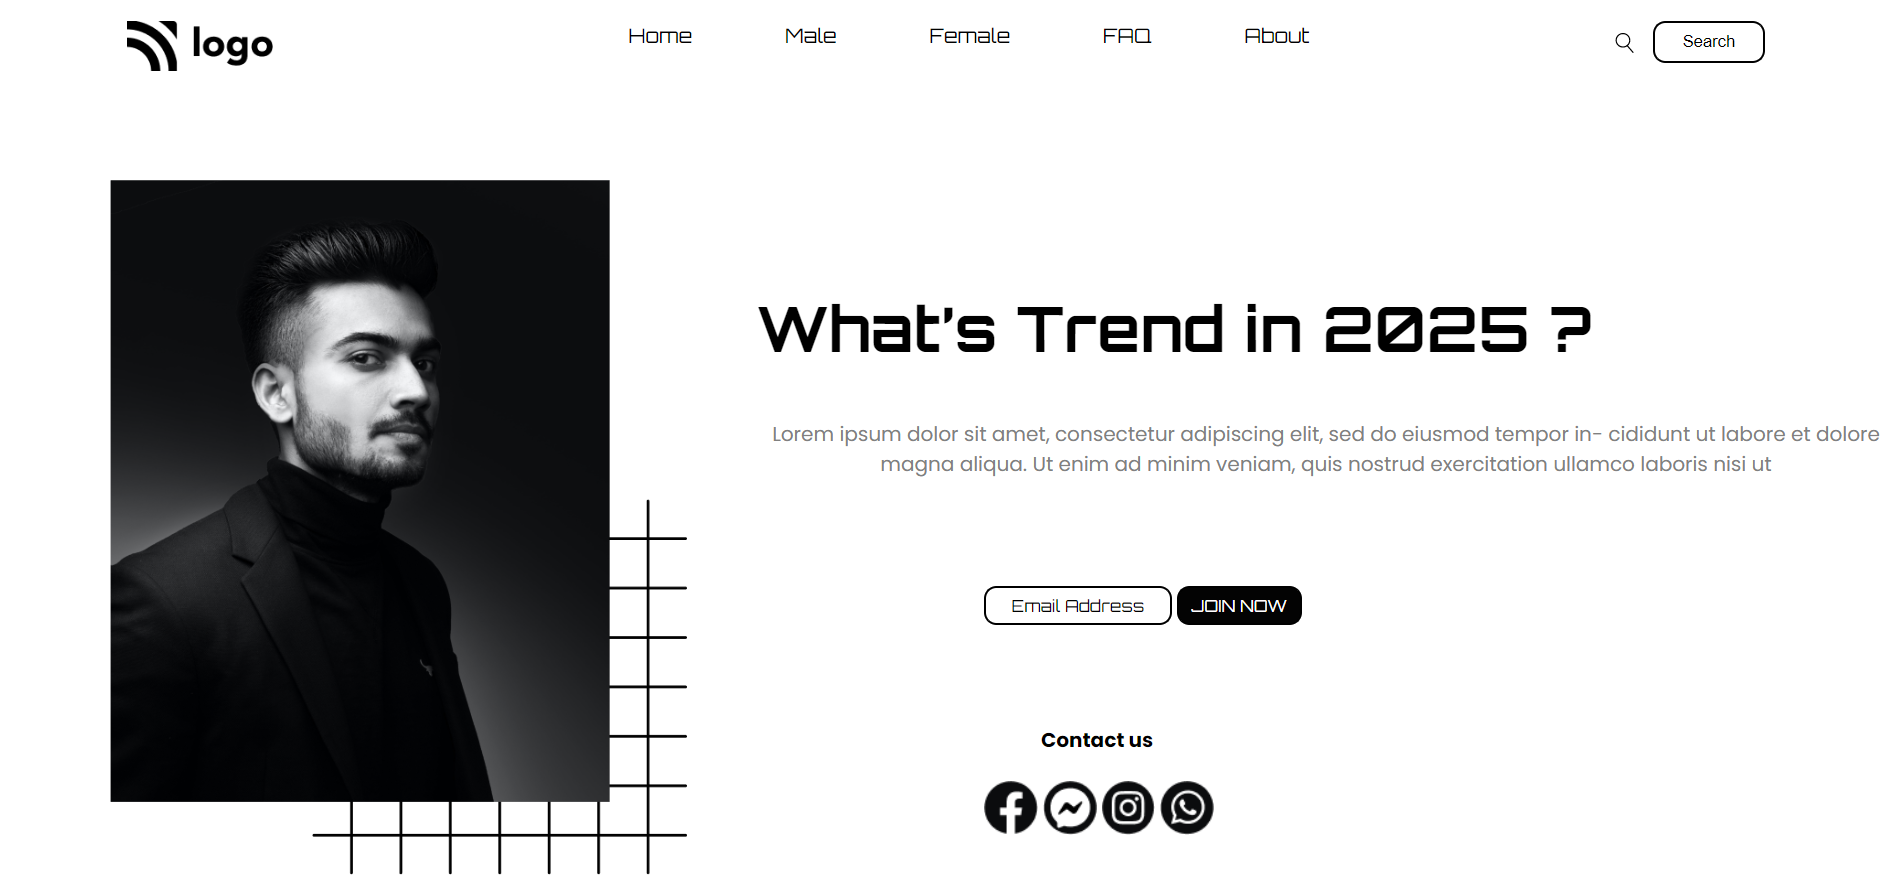 logo
Home
Male
Female
FAQ
About
Search
What's Trend in 2025 ?
Lorem ipsum dolor sit amet, consectetur adipiscing elit, sed do eiusmod tempor in- cididunt ut labore et dolore
magna aliqua. Ut enim ad minim veniam, quis nostrud exercitation ullamco laboris nisi ut
Email Address
JOIN NOW
Contact us